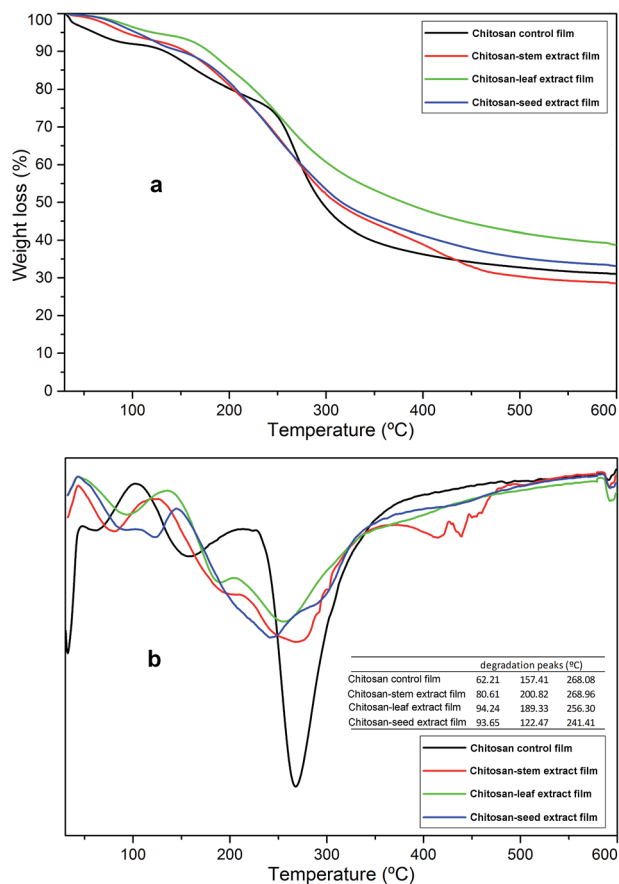 100
90
80
70
60
50
40
30
20
10
0
Weight loss (%)
Chitosan control film
Chitosan-stem extract film
Chitosan-leaf extract film
Chitosan-seed extract film
a
100 200 300 400 500 600
Temperature (ºC)
b
degradation peaks (ºC)
Chitosan control film 62.21 157.41 268.08
Chitosan-stem extract film 80.61 200.82 268.96
Chitosan-leaf extract film 94.24 189.33 256.30
Chitosan-seed extract film 93.65 122.47 241.41
Chitosan control film
Chitosan-stem extract film
Chitosan-leaf extract film
Chitosan-seed extract film
100 200 300 400 500 600
Temperature (ºC)